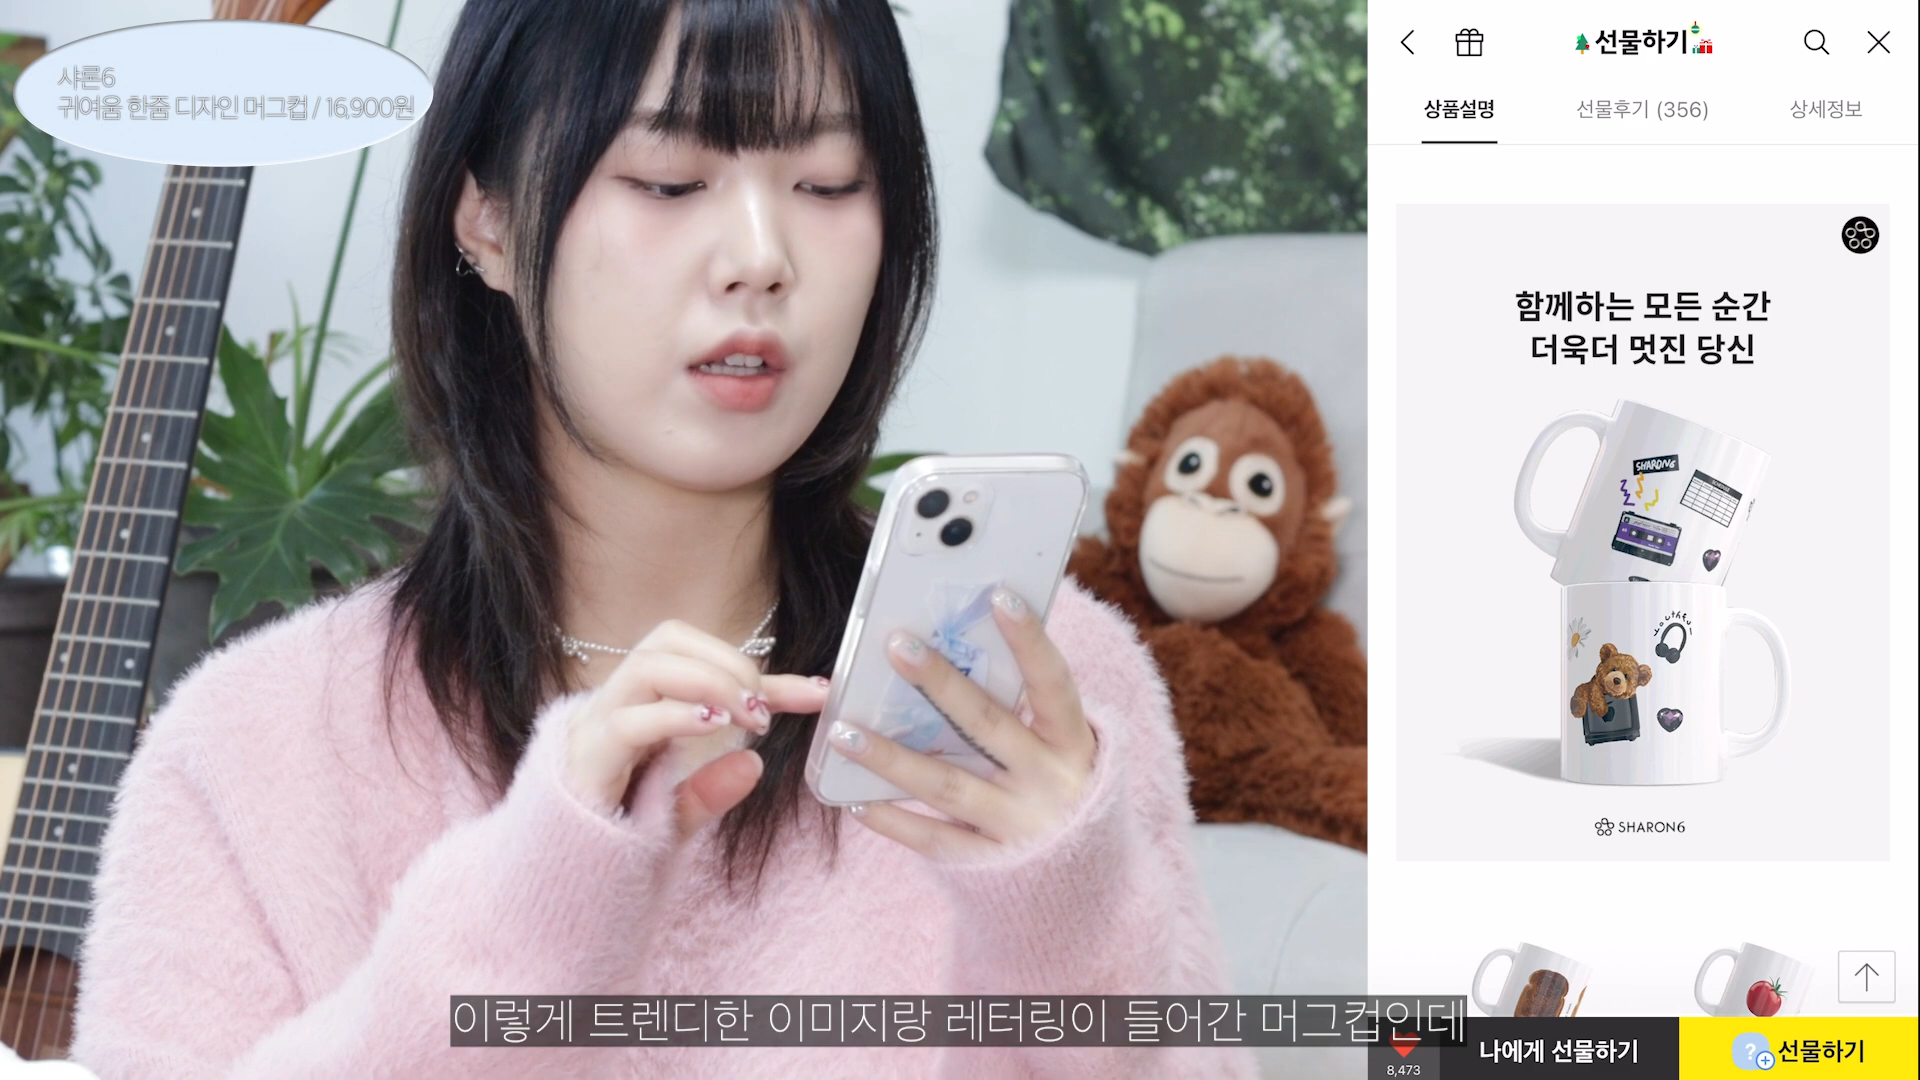 샤론6
귀여움 한줌 디자인 머그컵 / 16,900원
선물하기
상품설명
선물후기 (356)
상세정보
함께하는 모든 순간
더욱더 멋진 당신
SHARON6
Youthful
SHARON6
이렇게 트렌디한 이미지랑 레터링이 들어간 머그컵인데
8,473
나에게 선물하기
?
선물하기